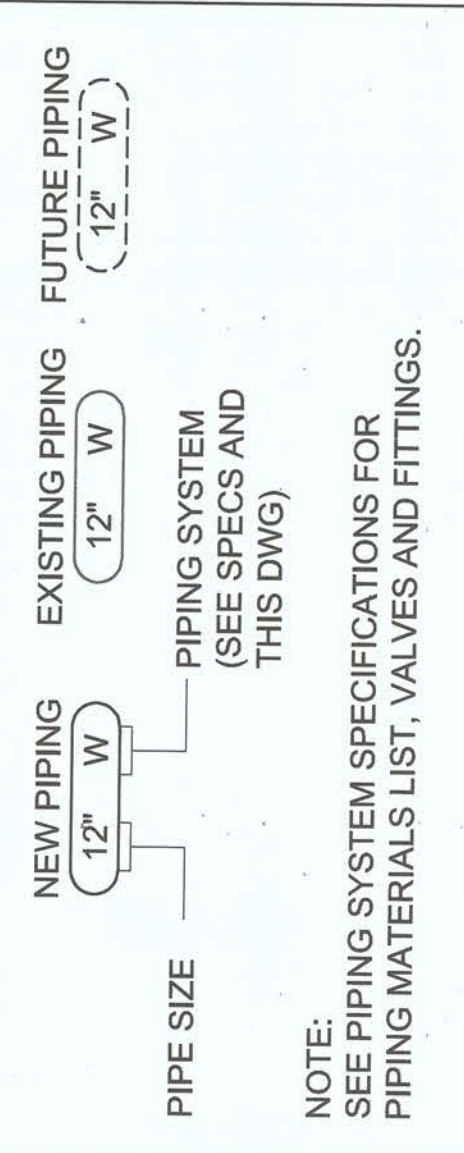 NEW PIPING
12" W
EXISTING PIPING
12" W
FUTURE PIPING
12" W
PIPE SIZE
PIPING SYSTEM
(SEE SPECS AND
THIS DWG)
NOTE:
SEE PIPING SYSTEM SPECIFICATIONS FOR
PIPING MATERIALS LIST, VALVES AND FITTINGS.